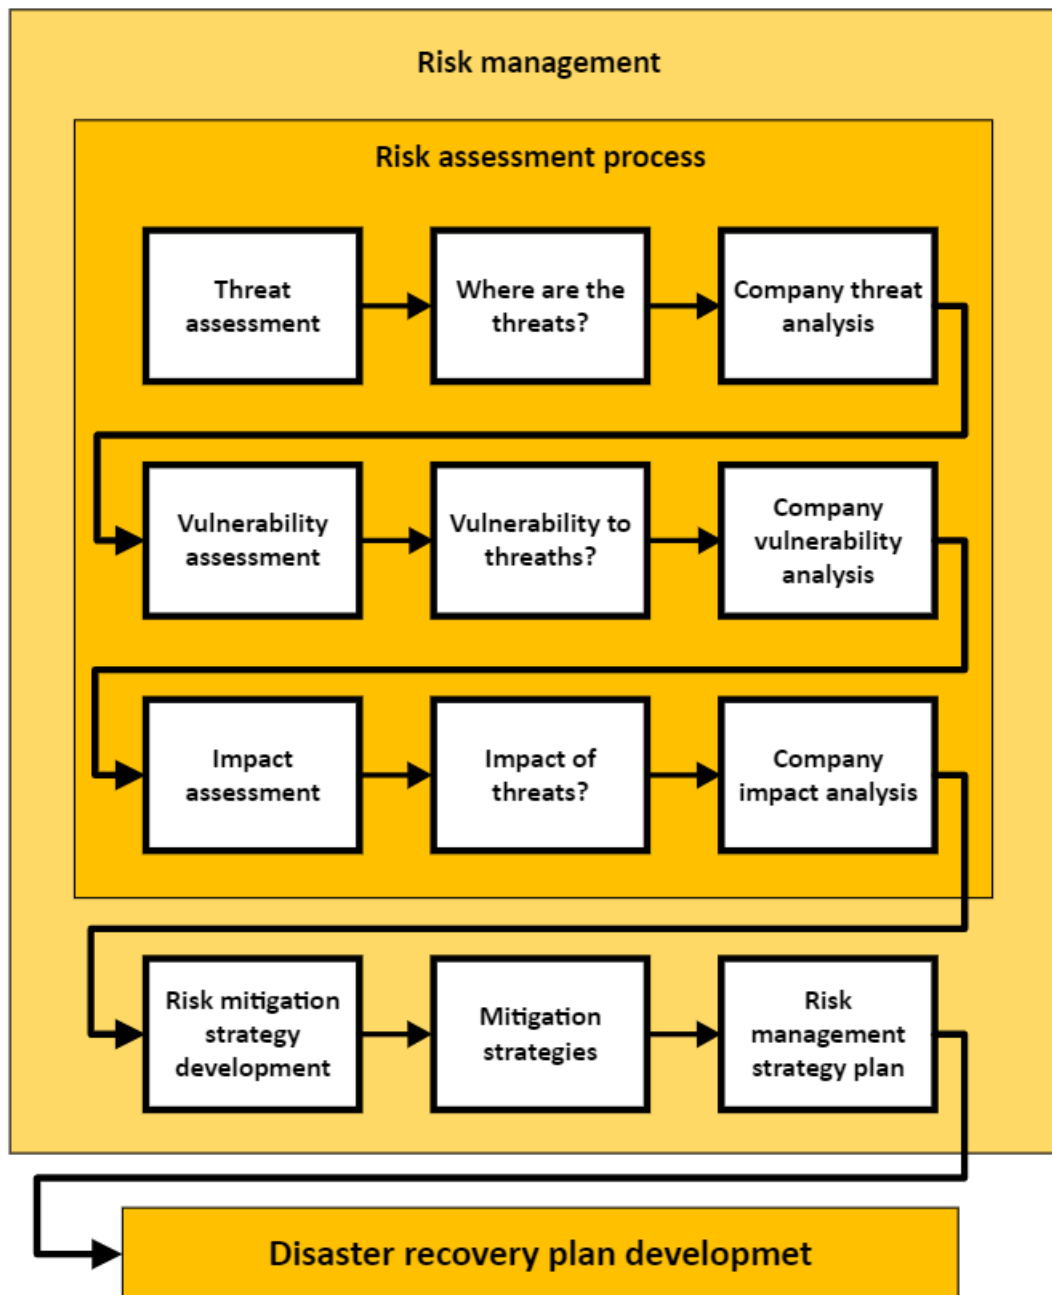 Risk management
Risk assessment process
Threat
assessment
Where are the
threats?
Company threat
analysis
Vulnerability
assessment
Vulnerability to
threaths?
Company
vulnerability
analysis
Impact
assessment
Impact of
threats?
Company
impact analysis
Risk mitigation
strategy
development
Mitigation
strategies
Risk
management
strategy plan
Disaster recovery plan developmet